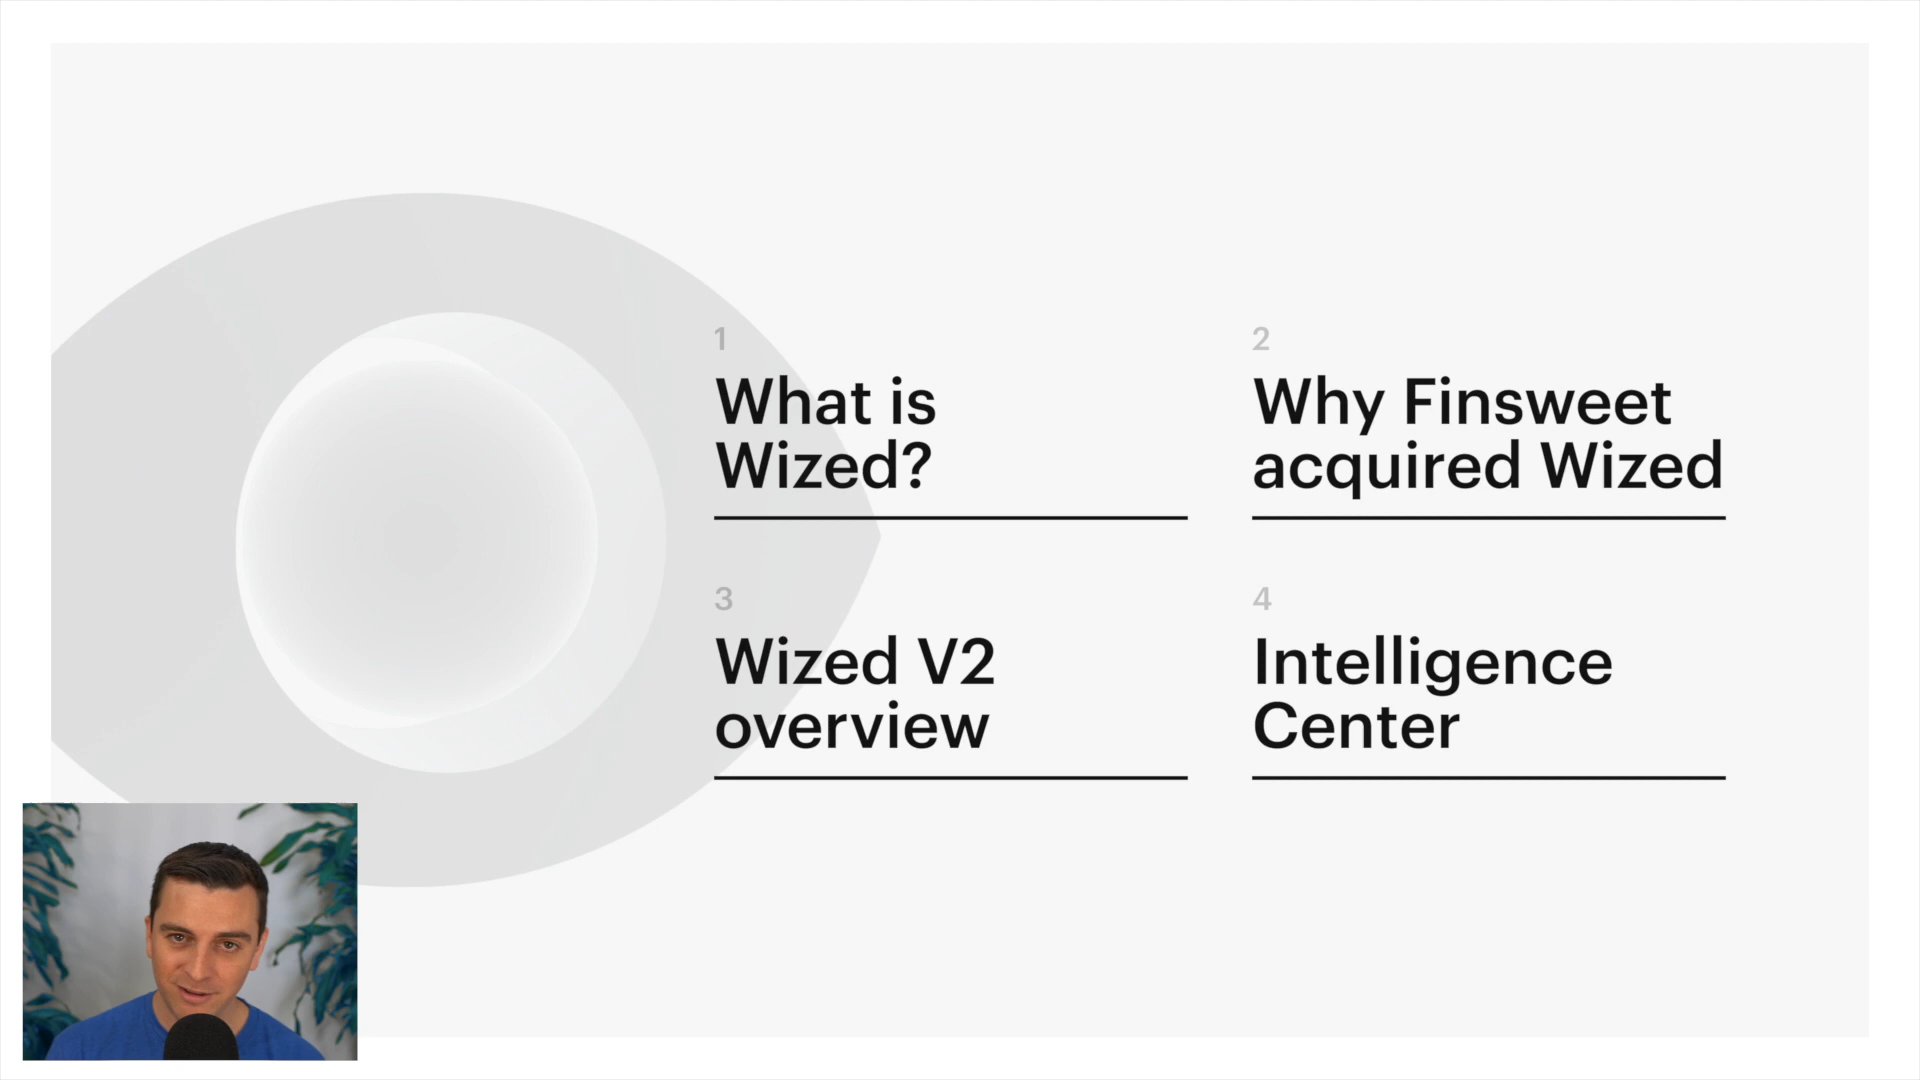 1
What is
Wized?
2
Why Finsweet
acquired Wized
3
Wized V2
overview
4
Intelligence
Center